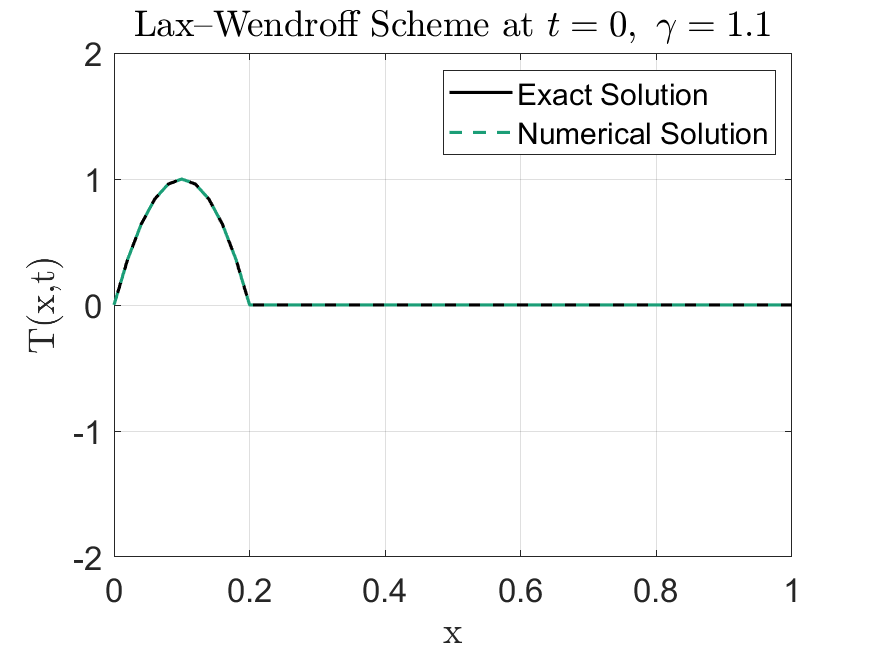 Lax–Wendroff Scheme at t = 0, γ = 1.1
2
Exact Solution
Numerical Solution
1
T(x,t)
0
-1
-2
0 0.2 0.4 0.6 0.8 1
x